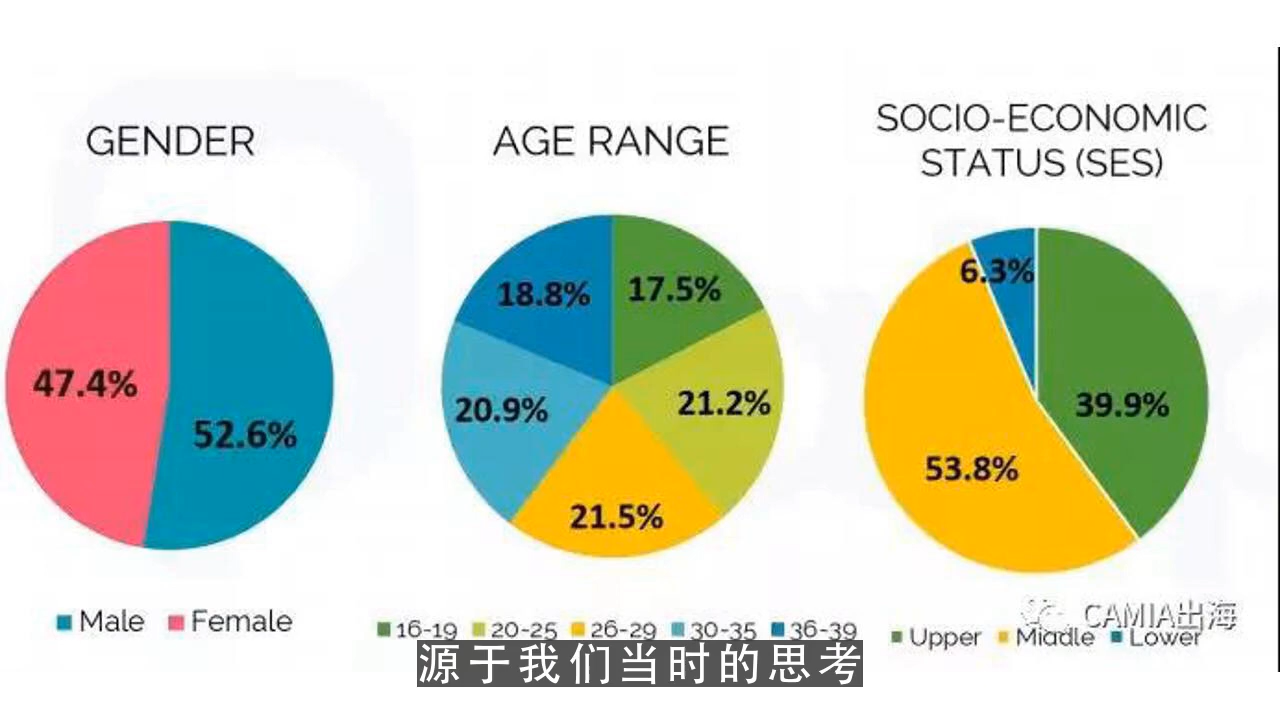 GENDER
47.4%
52.6%
Male
Female
AGE RANGE
18.8%
17.5%
20.9%
21.2%
21.5%
16-19
20-25
26-29
30-35
36-39
SOCIO-ECONOMIC
STATUS (SES)
6.3%
39.9%
53.8%
CAMIA出海
Upper
Middle
Lower
源于我们当时的思考